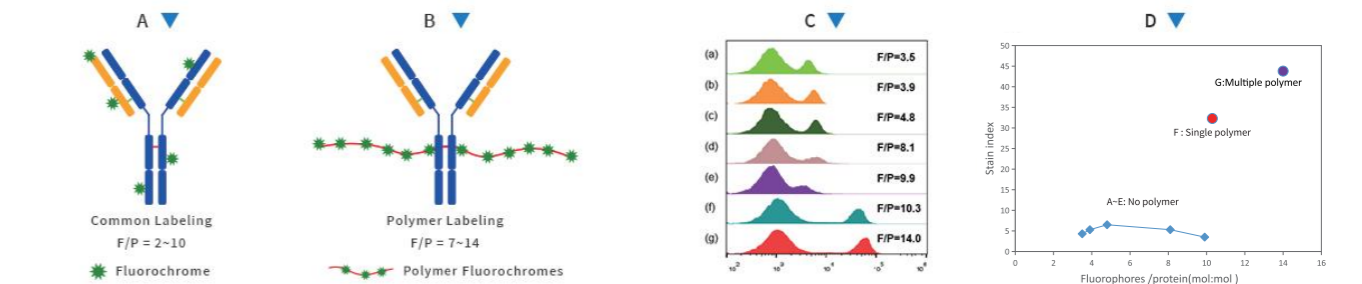 A
Common Labeling
F/P = 2~10
Fluorochrome
B
Polymer Labeling
F/P = 7~14
Polymer Fluorochromes
C
(a) F/P=3.5
(b) F/P=3.9
(c) F/P=4.8
(d) F/P=8.1
(e) F/P=9.9
(f) F/P=10.3
(g) F/P=14.0
10² 10³ 10⁴ 10⁵ 10⁶
D
50
45
40
35
30
25
20
15
10
5
0
Stain index
G:Multiple polymer
F : Single polymer
A~E: No polymer
0 2 4 6 8 10 12 14 16
Fluorophores /protein(mol:mol )